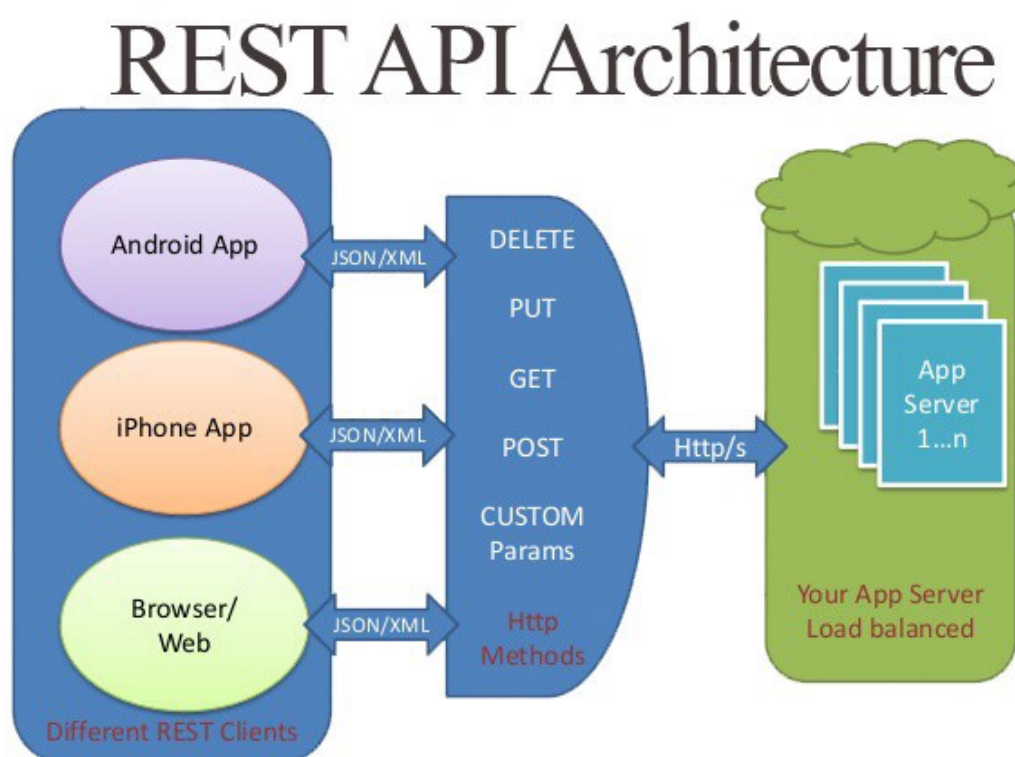 REST API Architecture
Android App
JSON/XML
iPhone App
JSON/XML
Browser/
Web
JSON/XML
Different REST Clients
DELETE
PUT
GET
POST
CUSTOM
Params
Http
Methods
Http/s
App
Server
1...n
Your App Server
Load balanced